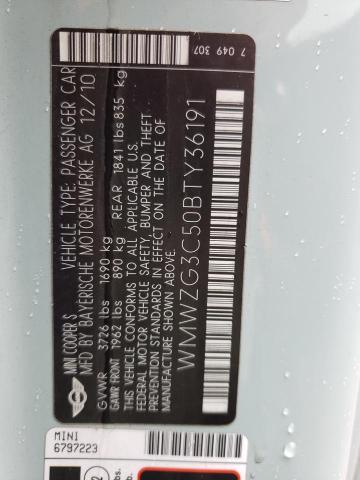 7 049 307
MINI COOPER S VEHICLE TYPE: PASSENGER CAR
MFD BY BAYERISCHE MOTORENWERKE AG 12/10
GVWR 3726 lbs 1690 kg
GAWR FRONT 1962 lbs 890 kg REAR 1841 lbs 835 kg
THIS VEHICLE CONFORMS TO ALL APPLICABLE U.S.
FEDERAL MOTOR VEHICLE SAFETY, BUMPER AND THEFT
PREVENTION STANDARDS IN EFFECT ON THE DATE OF
MANUFACTURE SHOWN ABOVE.
WMWZG3C50BTY36191
MINI
6797223